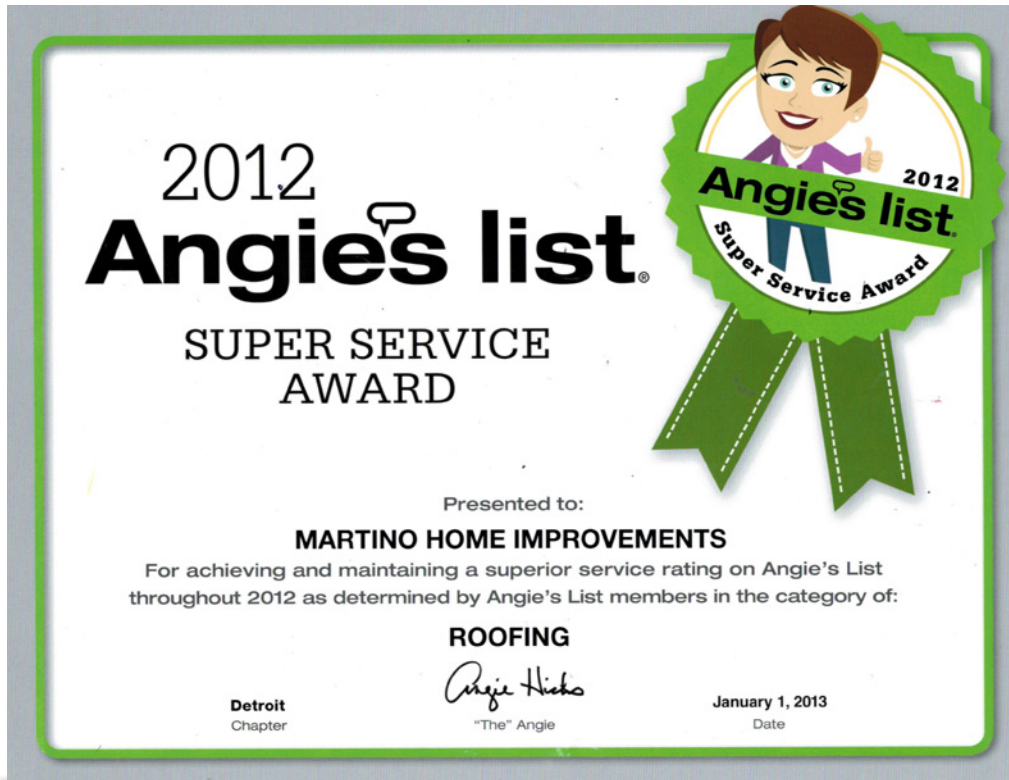 2012
Angie's list®
SUPER SERVICE
AWARD
2012
Angie's list®
Super Service Award
Presented to:
MARTINO HOME IMPROVEMENTS
For achieving and maintaining a superior service rating on Angie's List
throughout 2012 as determined by Angie's List members in the category of:
ROOFING
Angie Hicks
Detroit
Chapter
"The" Angie
January 1, 2013
Date